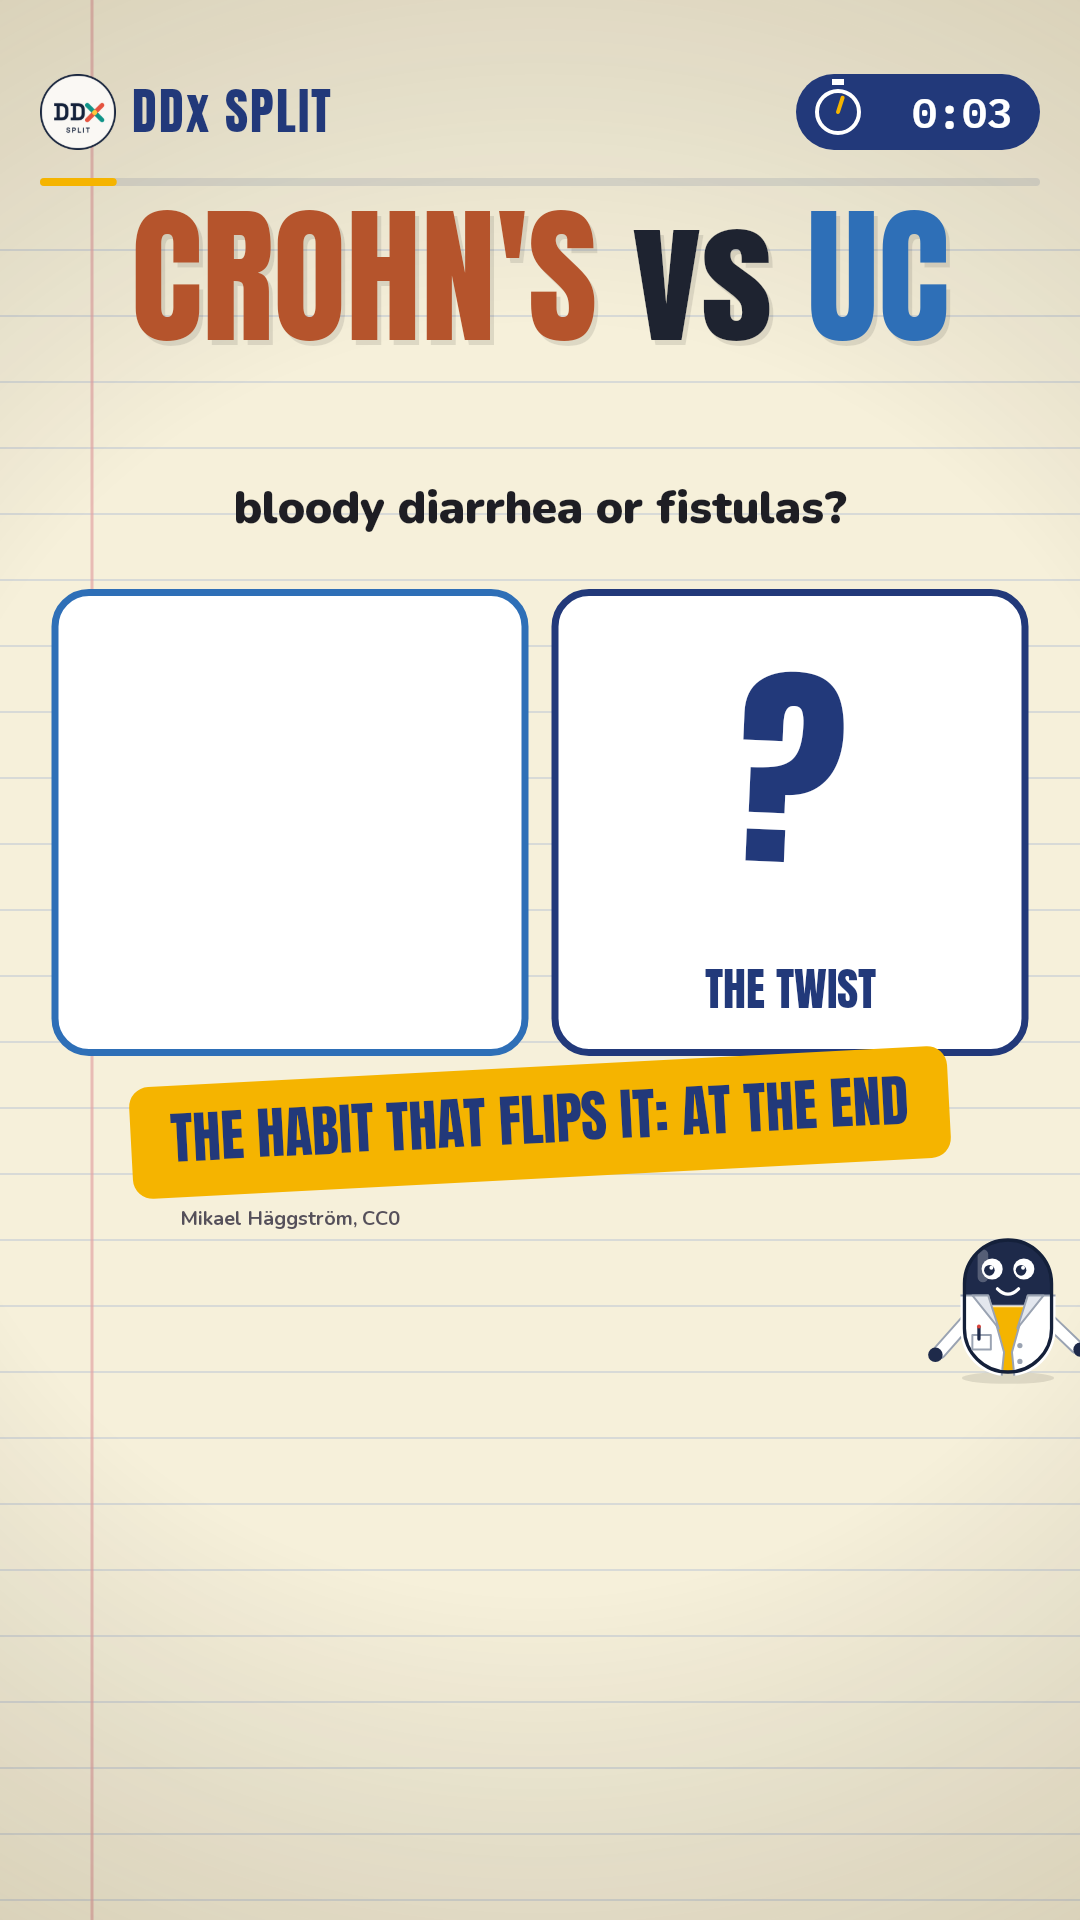 DDX
SPLIT
DDx SPLIT
0:03
CROHN'S vs UC
bloody diarrhea or fistulas?
?
THE TWIST
THE HABIT THAT FLIPS IT: AT THE END
Mikael Häggström, CC0